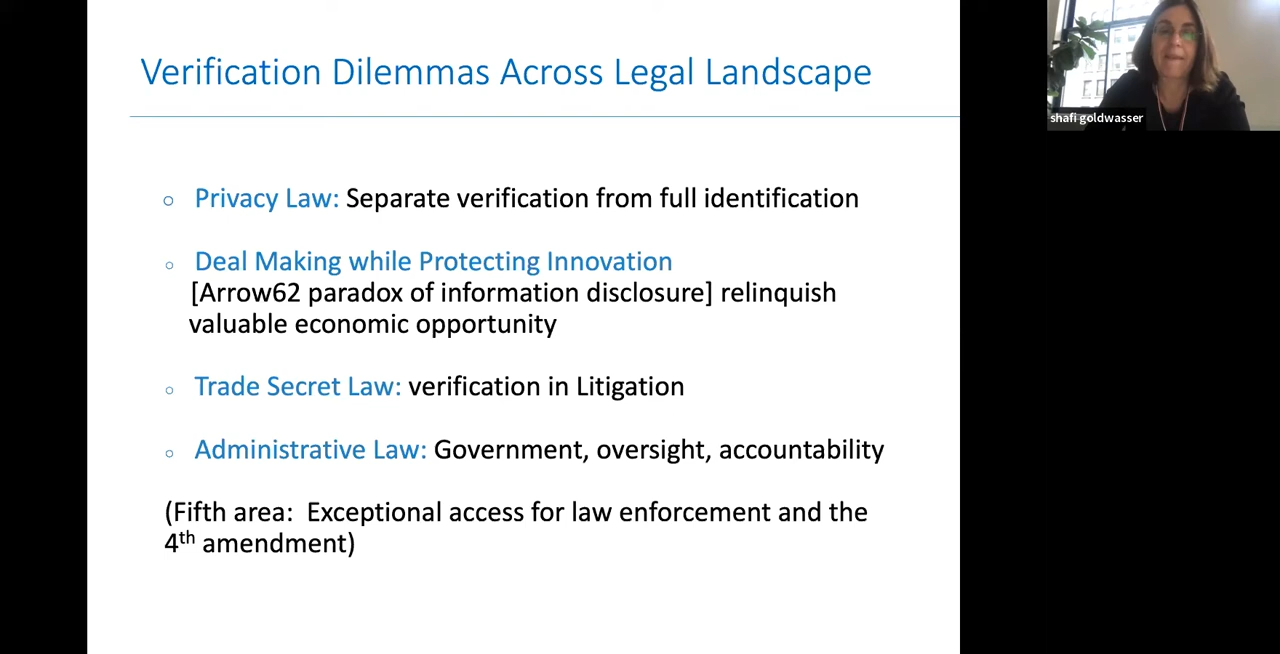 Verification Dilemmas Across Legal Landscape
shafi goldwasser
○ Privacy Law: Separate verification from full identification
○ Deal Making while Protecting Innovation
[Arrow62 paradox of information disclosure] relinquish
valuable economic opportunity
○ Trade Secret Law: verification in Litigation
○ Administrative Law: Government, oversight, accountability
(Fifth area: Exceptional access for law enforcement and the
4th amendment)